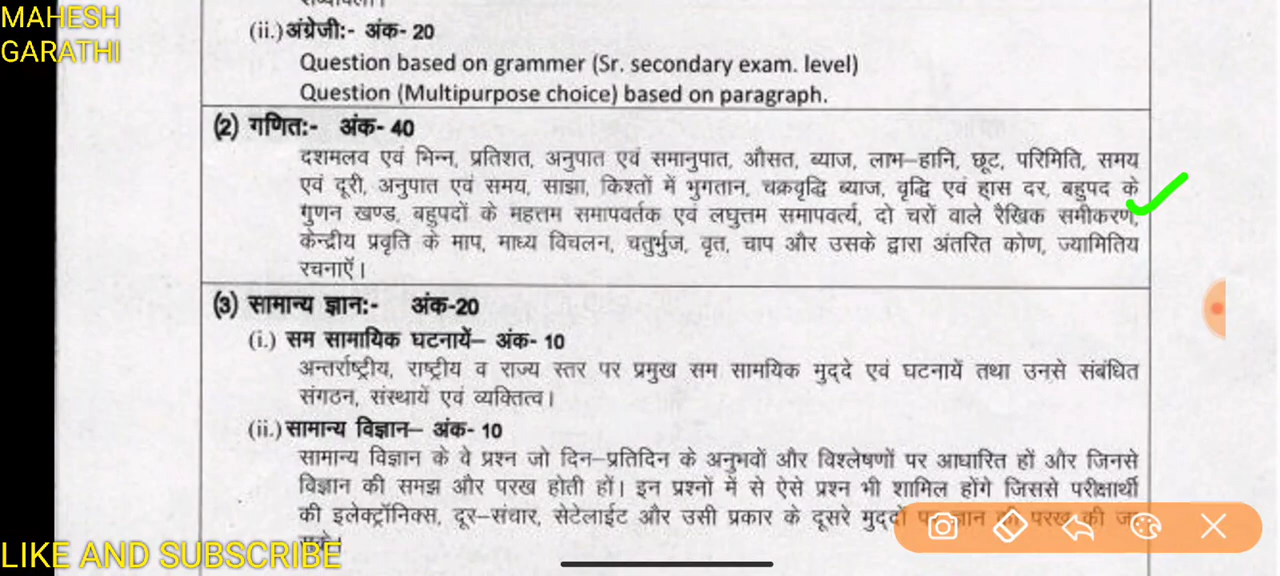 MAHESH
GARATHI
(ii.) अंग्रेजी:- अंक- 20
Question based on grammer (Sr. secondary exam. level)
Question (Multipurpose choice) based on paragraph.
(2) गणित:- अंक- 40
दशमलव एवं भिन्न, प्रतिशत, अनुपात एवं समानुपात, औसत, ब्याज, लाभ-हानि, छूट, परिमिति, समय
एवं दूरी, अनुपात एवं समय, साझा, किश्तों में भुगतान, चक्रवृद्धि ब्याज, वृद्धि एवं ह्रास दर, बहुपद के
गुणन खण्ड, बहुपदों के महत्तम समापवर्तक एवं लघुत्तम समापवर्त्य, दो चरों वाले रैखिक समीकरण,
केन्द्रीय प्रवृति के माप, माध्य विचलन, चतुर्भुज, वृत, चाप और उसके द्वारा अंतरित कोण, ज्यामितिय
रचनाएँ।
(3) सामान्य ज्ञान:- अंक-20
(i.) सम सामायिक घटनायें– अंक- 10
अन्तर्राष्ट्रीय, राष्ट्रीय व राज्य स्तर पर प्रमुख सम सामयिक मुद्दे एवं घटनायें तथा उनसे संबंधित
संगठन, संस्थायें एवं व्यक्तित्व।
(ii.) सामान्य विज्ञान– अंक- 10
सामान्य विज्ञान के वे प्रश्न जो दिन-प्रतिदिन के अनुभवों और विश्लेषणों पर आधारित हों और जिनसे
विज्ञान की समझ और परख होती हों। इन प्रश्नों में से ऐसे प्रश्न भी शामिल होंगे जिससे परीक्षार्थी
की इलेक्ट्रॉनिक्स, दूर-संचार, सेटेलाईट और उसी प्रकार के दूसरे मुद्दों
LIKE AND SUBSCRIBE